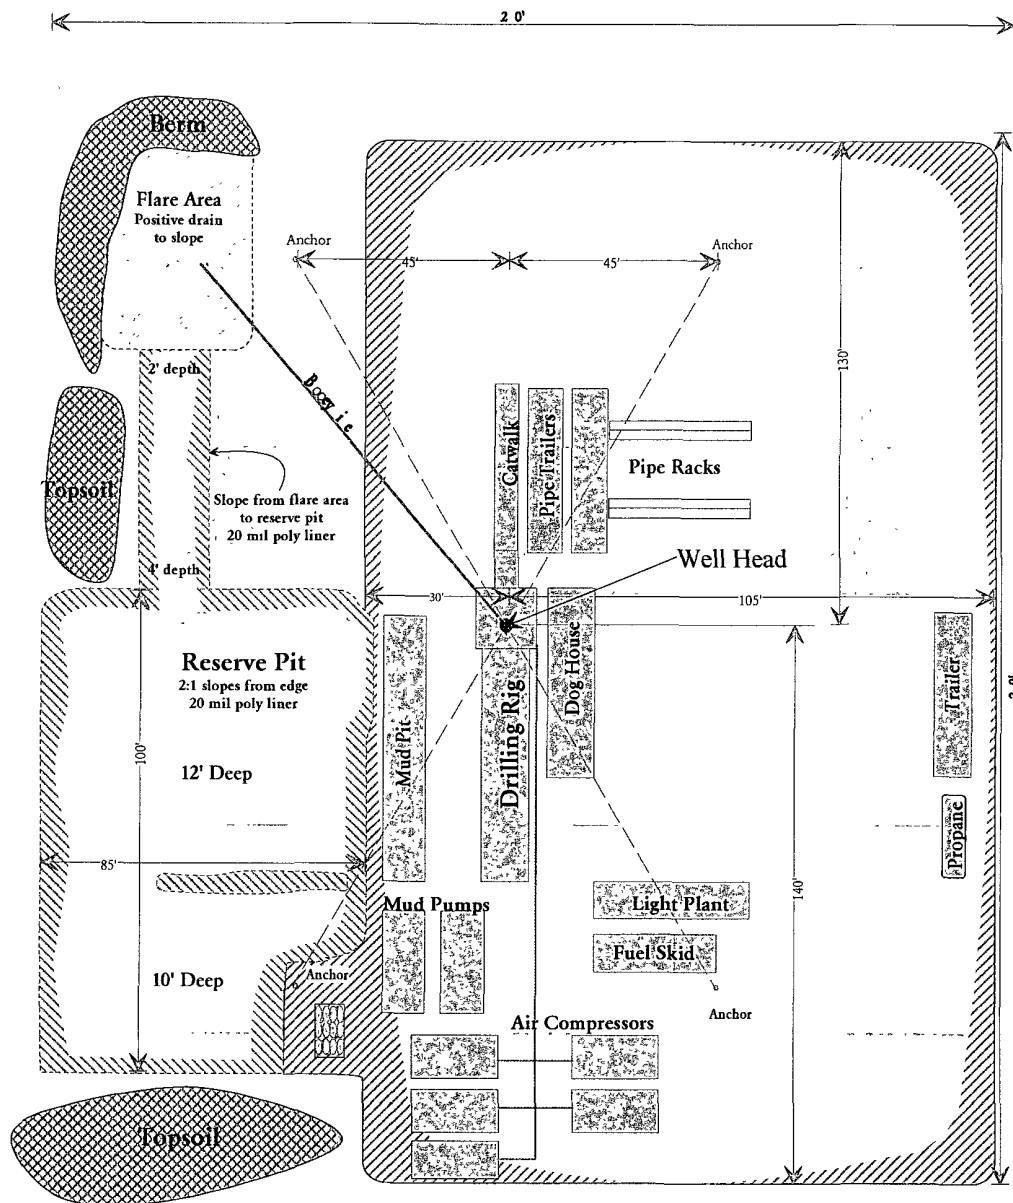 2 0'
Berm
Flare Area
Positive drain
to slope
Anchor
Anchor
45'
45'
130'
2' depth
Catwalk
Pipe Trailers
Pipe Racks
Topsoil
Slope from flare area
to reserve pit
20 mil poly liner
Well Head
4' depth
30'
105'
Reserve Pit
2:1 slopes from edge
20 mil poly liner
Mud Pit
Drilling Rig
Dog House
Trailer
100'
12' Deep
Propane
85'
140'
Mud Pumps
Light Plant
Fuel Skid
Anchor
10' Deep
Anchor
Air Compressors
Topsoil